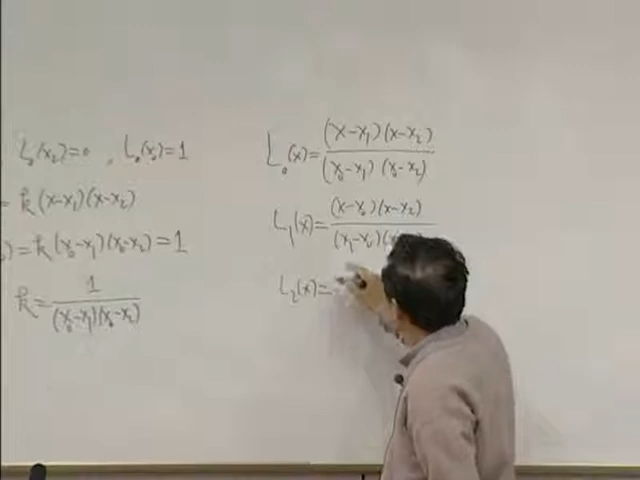 L₀(x₂)=0 , L₀(x₀)=1
= k(x-x₁)(x-x₂)
)=k(x₀-x₁)(x₀-x₂)=1
k= 1/((x₀-x₁)(x₀-x₂))
L₀(x)= (x-x₁)(x-x₂)/((x₀-x₁)(x₀-x₂))
L₁(x)= (x-x₀)(x-x₂)/((x₁-x₀)(x
L₂(x)=